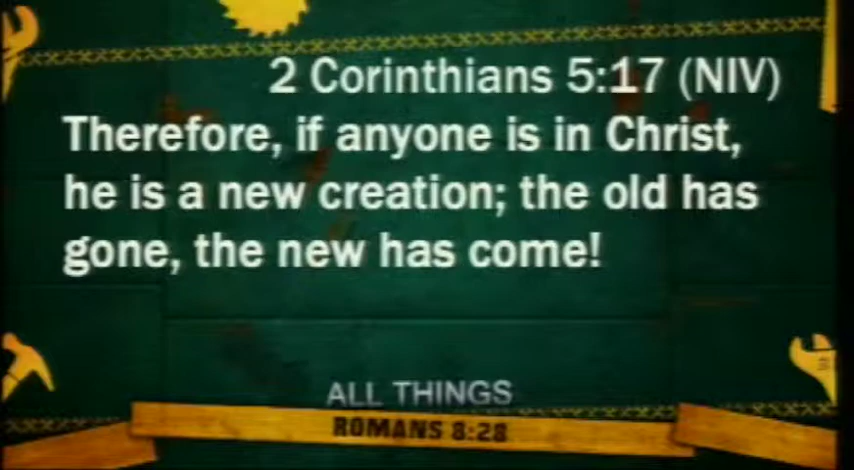 2 Corinthians 5:17 (NIV)
Therefore, if anyone is in Christ,
he is a new creation; the old has
gone, the new has come!
ALL THINGS
ROMANS 8:28